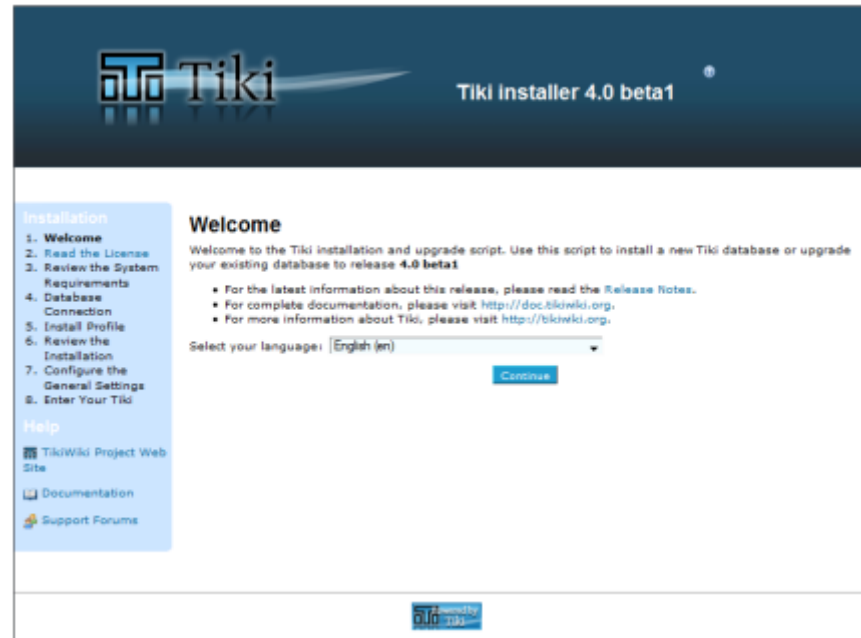 Tiki
Tiki installer 4.0 beta1
Installation
1. Welcome
2. Read the License
3. Review the System
Requirements
4. Database
Connection
5. Install Profile
6. Review the
Installation
7. Configure the
General Settings
8. Enter Your Tiki
Help
TikiWiki Project Web
Site
Documentation
Support Forums
Welcome
Welcome to the Tiki installation and upgrade script. Use this script to install a new Tiki database or upgrade
your existing database to release 4.0 beta1
• For the latest information about this release, please read the Release Notes.
• For complete documentation, please visit http://doc.tikiwiki.org.
• For more information about Tiki, please visit http://tikiwiki.org.
Select your language: English (en)
Continue
Powered by
Tiki